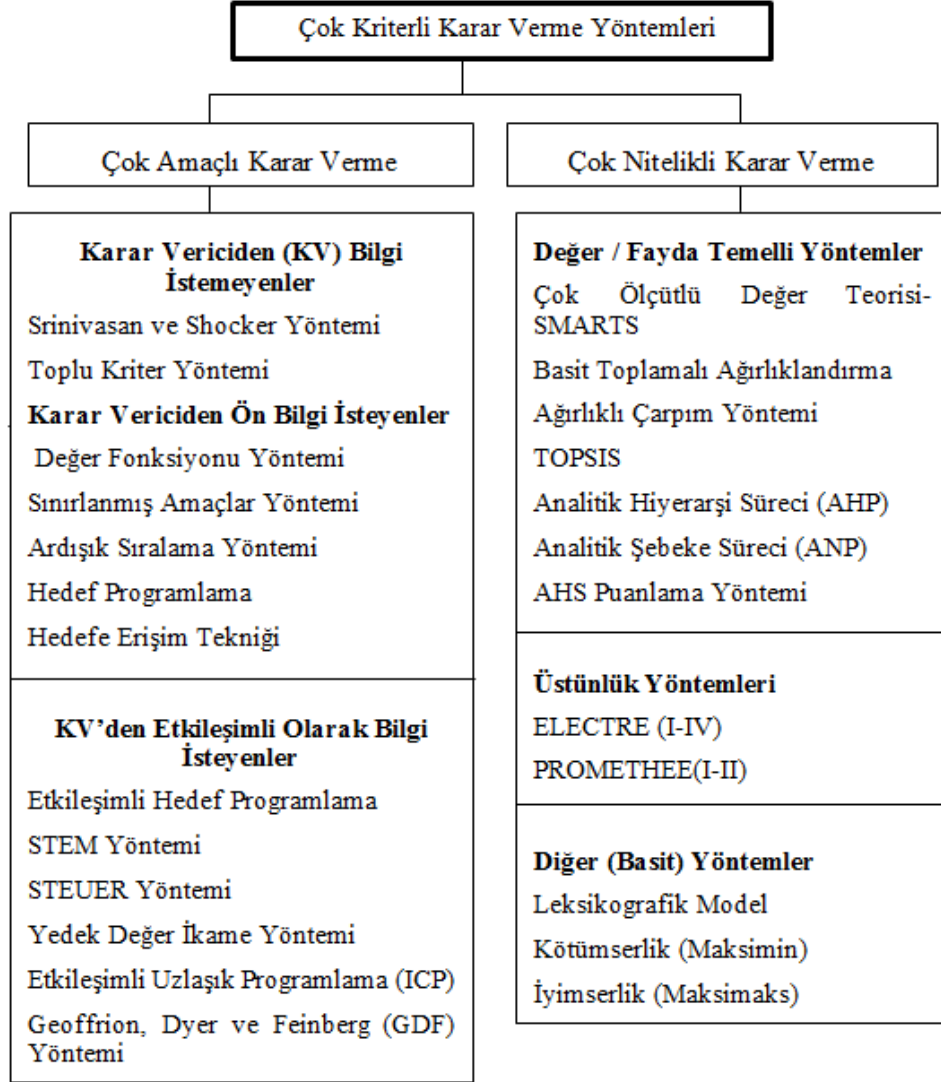 Çok Kriterli Karar Verme Yöntemleri
Çok Amaçlı Karar Verme
Karar Vericiden (KV) Bilgi
İstemeyenler
Srinivasan ve Shocker Yöntemi
Toplu Kriter Yöntemi
Karar Vericiden Ön Bilgi İsteyenler
Değer Fonksiyonu Yöntemi
Sınırlanmış Amaçlar Yöntemi
Ardışık Sıralama Yöntemi
Hedef Programlama
Hedefe Erişim Tekniği
KV’den Etkileşimli Olarak Bilgi
İsteyenler
Etkileşimli Hedef Programlama
STEM Yöntemi
STEUER Yöntemi
Yedek Değer İkame Yöntemi
Etkileşimli Uzlaşık Programlama (ICP)
Geoffrion, Dyer ve Feinberg (GDF)
Yöntemi
Çok Nitelikli Karar Verme
Değer / Fayda Temelli Yöntemler
Çok Ölçütlü Değer Teorisi-
SMARTS
Basit Toplamalı Ağırlıklandırma
Ağırlıklı Çarpım Yöntemi
TOPSIS
Analitik Hiyerarşi Süreci (AHP)
Analitik Şebeke Süreci (ANP)
AHS Puanlama Yöntemi
Üstünlük Yöntemleri
ELECTRE (I-IV)
PROMETHEE(I-II)
Diğer (Basit) Yöntemler
Leksikografik Model
Kötümserlik (Maksimin)
İyimserlik (Maksimaks)